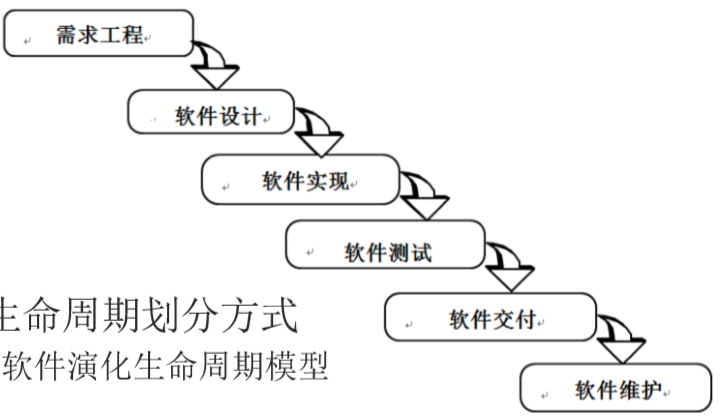 需求工程
软件设计
软件实现
软件测试
生命周期划分方式
软件交付
软件演化生命周期模型
软件维护